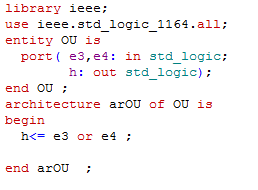 library ieee;
use ieee.std_logic_1164.all;
entity OU is
port( e3,e4: in std_logic;
h: out std_logic);
end OU ;
architecture arOU of OU is
begin
h<= e3 or e4 ;
end arOU ;